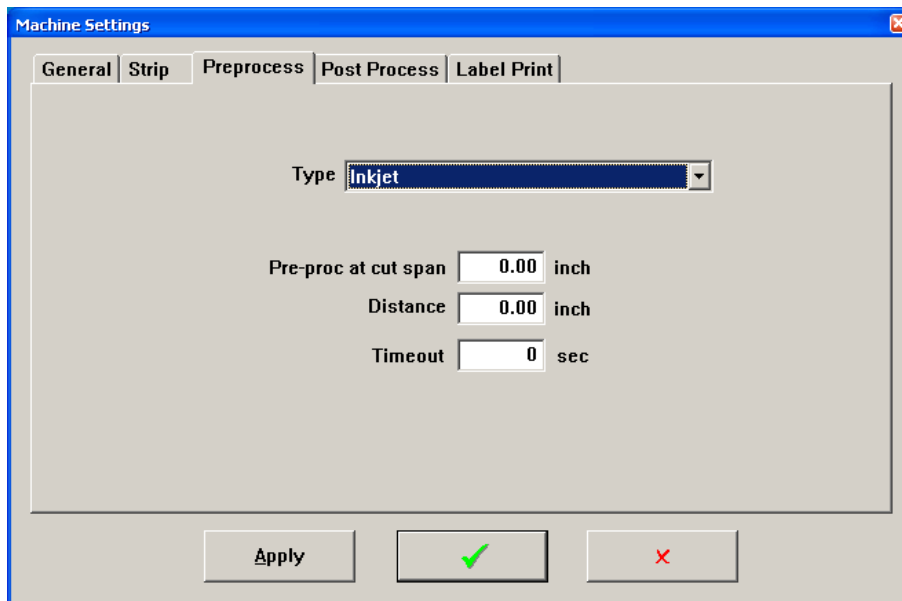 Machine Settings
General Strip Preprocess Post Process Label Print
Type Inkjet
Pre-proc at cut span 0.00 inch
Distance 0.00 inch
Timeout 0 sec
Apply